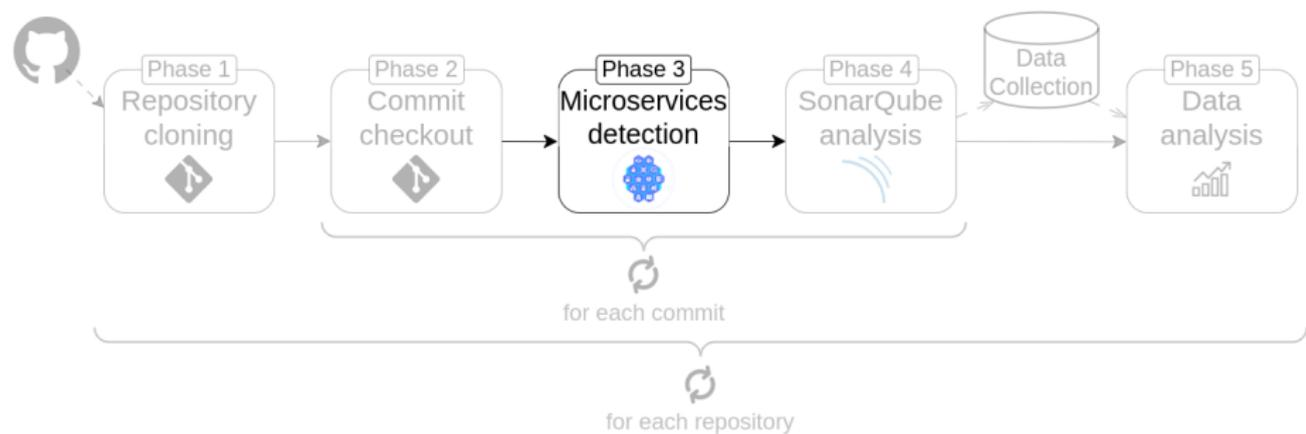 Phase 1
Repository
cloning
Phase 2
Commit
checkout
Phase 3
Microservices
detection
Phase 4
SonarQube
analysis
Data
Collection
Phase 5
Data
analysis
for each commit
for each repository